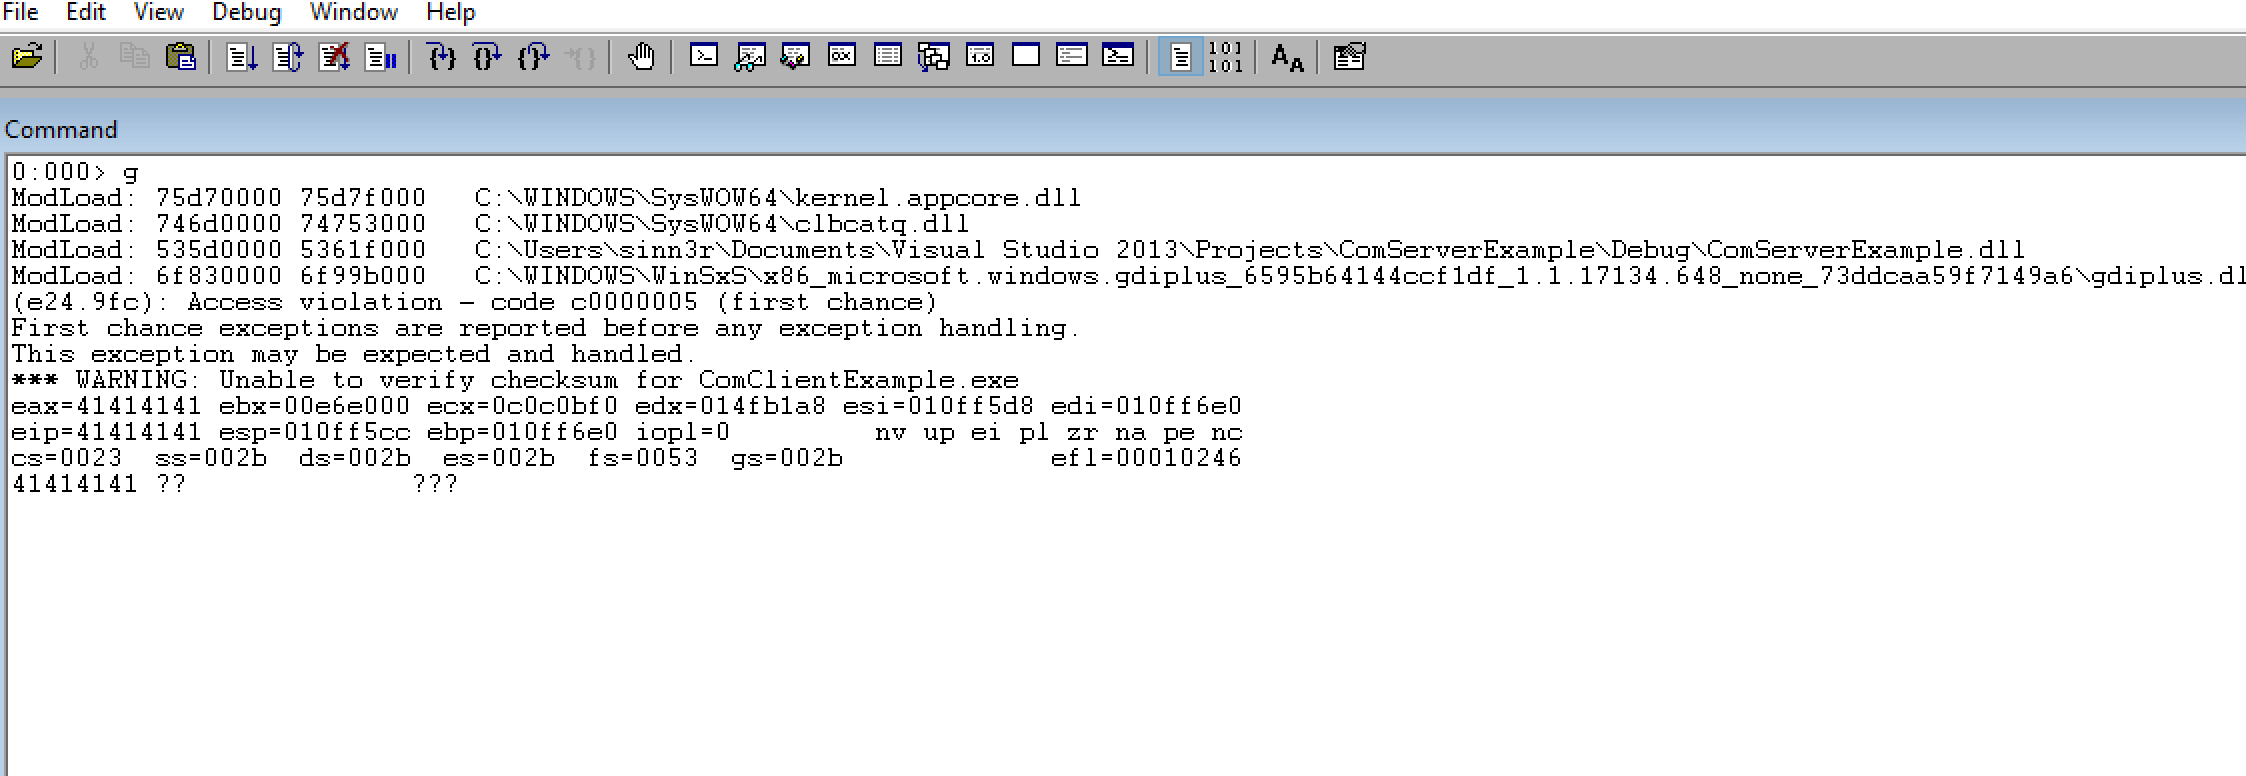 File Edit View Debug Window Help
Command
0:000> g
ModLoad: 75d70000 75d7f000   C:\WINDOWS\SysWOW64\kernel.appcore.dll
ModLoad: 746d0000 74753000   C:\WINDOWS\SysWOW64\clbcatq.dll
ModLoad: 535d0000 5361f000   C:\Users\sinn3r\Documents\Visual Studio 2013\Projects\ComServerExample\Debug\ComServerExample.dll
ModLoad: 6f830000 6f99b000   C:\WINDOWS\WinSxS\x86_microsoft.windows.gdiplus_6595b64144ccf1df_1.1.17134.648_none_73ddcaa59f7149a6\gdiplus.dl
(e24.9fc): Access violation - code c0000005 (first chance)
First chance exceptions are reported before any exception handling.
This exception may be expected and handled.
*** WARNING: Unable to verify checksum for ComClientExample.exe
eax=41414141 ebx=00e6e000 ecx=0c0c0bf0 edx=014fb1a8 esi=010ff5d8 edi=010ff6e0
eip=41414141 esp=010ff5cc ebp=010ff6e0 iopl=0         nv up ei pl zr na pe nc
cs=0023  ss=002b  ds=002b  es=002b  fs=0053  gs=002b             efl=00010246
41414141 ??              ???